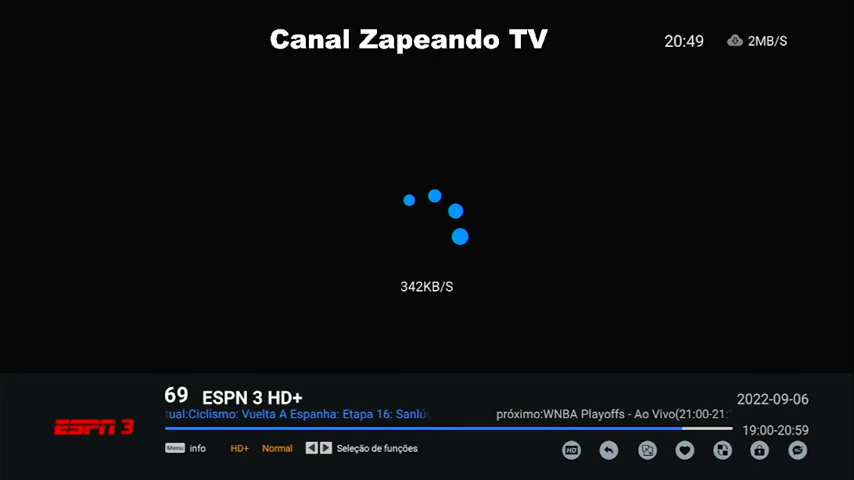 Canal Zapeando TV
20:49
2MB/S
342KB/S
69 ESPN 3 HD+
2022-09-06
tual:Ciclismo: Vuelta A Espanha: Etapa 16: Sanlú
próximo:WNBA Playoffs - Ao Vivo(21:00-21:
ESPN 3
19:00-20:59
Menu info HD+ Normal Seleção de funções
HD